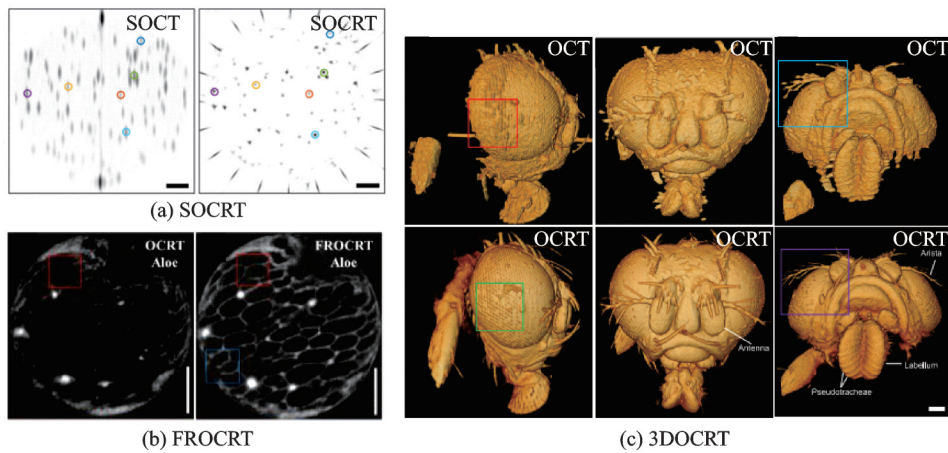 SOCT
SOCRT
(a) SOCRT
OCRT
Aloe
FROCRT
Aloe
(b) FROCRT
OCT
OCT
OCT
OCRT
OCRT
OCRT
Antenna
Arista
Labellum
Pseudotracheae
(c) 3DOCRT